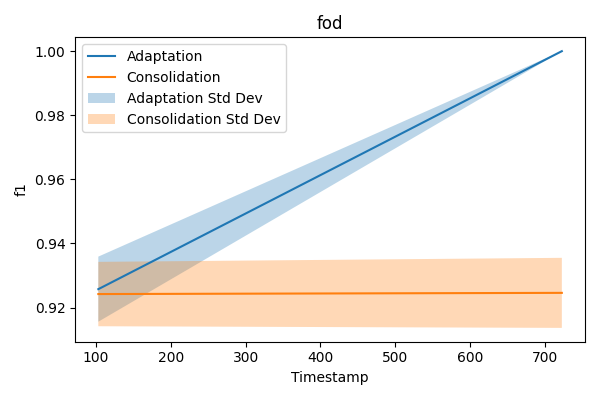 fod
Adaptation
Consolidation
Adaptation Std Dev
Consolidation Std Dev
f1
1.00
0.98
0.96
0.94
0.92
100 200 300 400 500 600 700
Timestamp